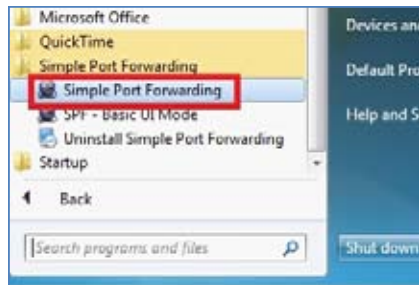 Microsoft Office
QuickTime
Simple Port Forwarding
Simple Port Forwarding
SPF - Basic UI Mode
Uninstall Simple Port Forwarding
Startup
Back
Search programs and files
Devices an
Default Pro
Help and S
Shut down